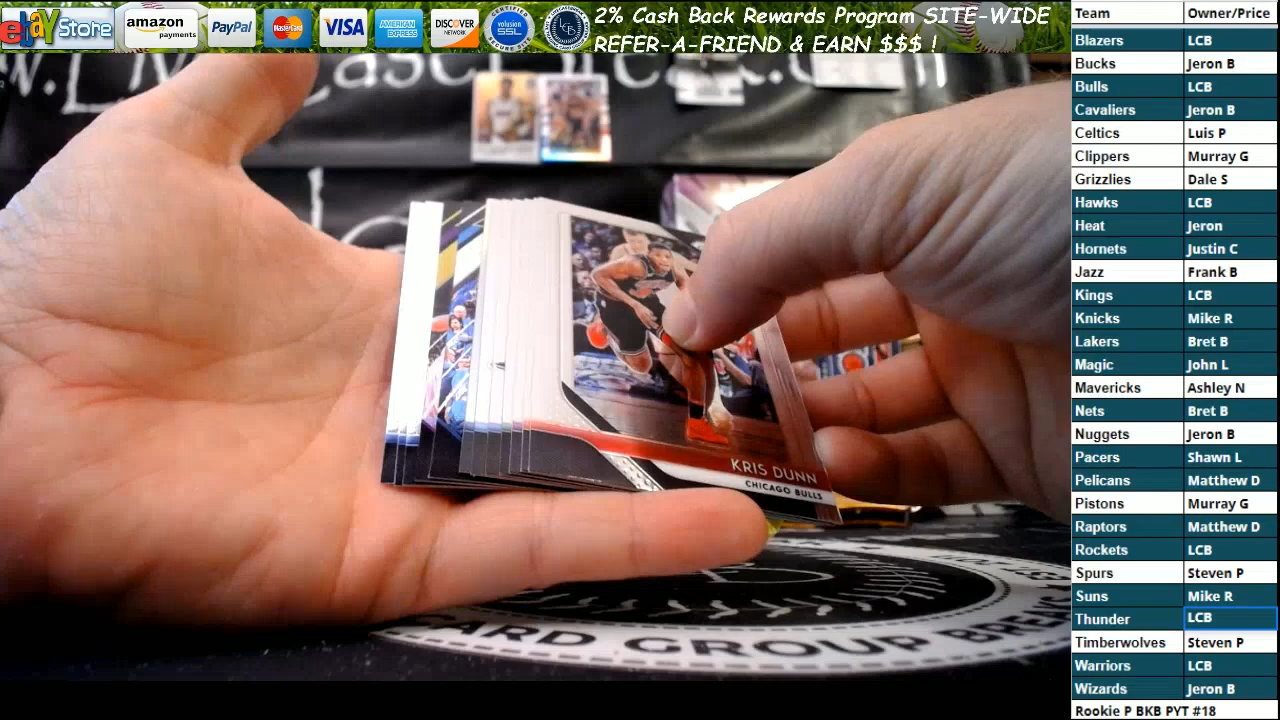 ebay Store
amazon
payments
PayPal
MasterCard
VISA
AMERICAN
EXPRESS
DISCOVER
NETWORK
2% Cash Back Rewards Program SITE-WIDE
REFER-A-FRIEND & EARN $$$ !
KRIS DUNN
CHICAGO BULLS
CARD GROUP BREAKS
Team Owner/Price
Blazers LCB
Bucks Jeron B
Bulls LCB
Cavaliers Jeron B
Celtics Luis P
Clippers Murray G
Grizzlies Dale S
Hawks LCB
Heat Jeron
Hornets Justin C
Jazz Frank B
Kings LCB
Knicks Mike R
Lakers Bret B
Magic John L
Mavericks Ashley N
Nets Bret B
Nuggets Jeron B
Pacers Shawn L
Pelicans Matthew D
Pistons Murray G
Raptors Matthew D
Rockets LCB
Spurs Steven P
Suns Mike R
Thunder LCB
Timberwolves Steven P
Warriors LCB
Wizards Jeron B
Rookie P BKB PYT #18